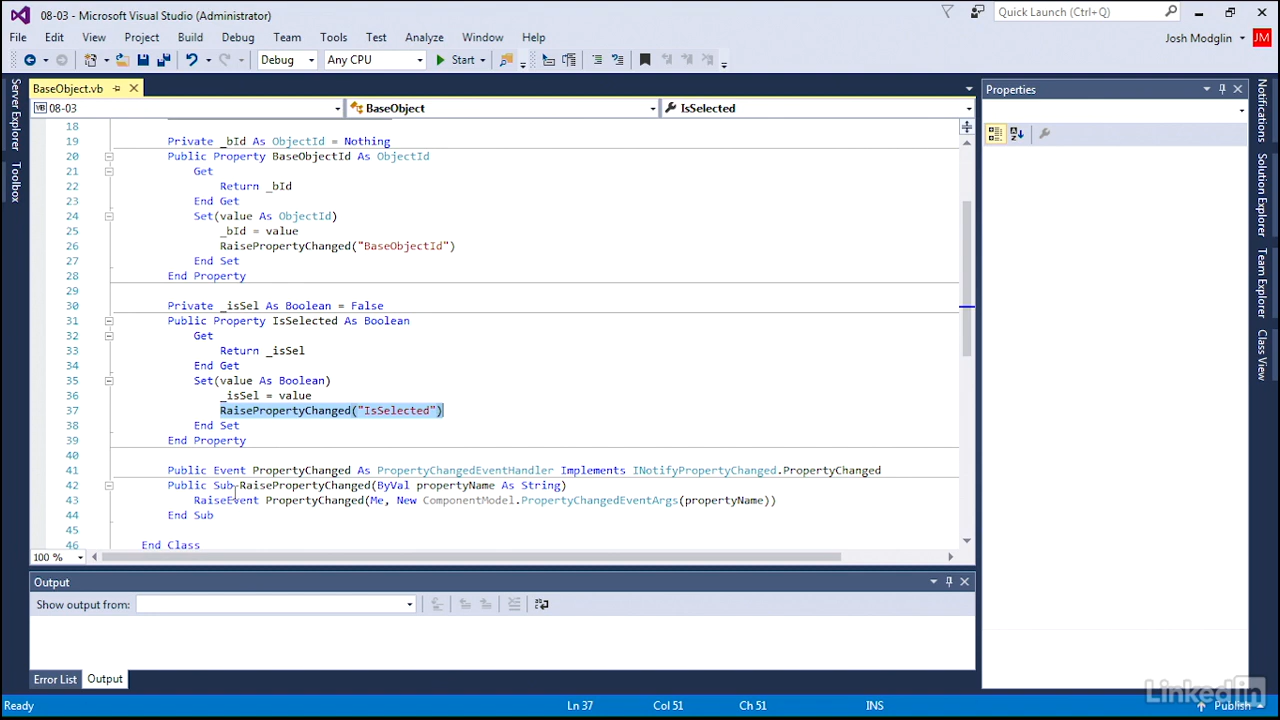 08-03 - Microsoft Visual Studio (Administrator)
Quick Launch (Ctrl+Q)
File Edit View Project Build Debug Team Tools Test Analyze Window Help
Josh Modglin
JM
Debug Any CPU Start
BaseObject.vb
Properties
08-03 BaseObject IsSelected
18
19 Private _bId As ObjectId = Nothing
20 Public Property BaseObjectId As ObjectId
21 Get
22 Return _bId
23 End Get
24 Set(value As ObjectId)
25 _bId = value
26 RaisePropertyChanged("BaseObjectId")
27 End Set
28 End Property
29
30 Private _isSel As Boolean = False
31 Public Property IsSelected As Boolean
32 Get
33 Return _isSel
34 End Get
35 Set(value As Boolean)
36 _isSel = value
37 RaisePropertyChanged("IsSelected")
38 End Set
39 End Property
40
41 Public Event PropertyChanged As PropertyChangedEventHandler Implements INotifyPropertyChanged.PropertyChanged
42 Public Sub RaisePropertyChanged(ByVal propertyName As String)
43 RaiseEvent PropertyChanged(Me, New ComponentModel.PropertyChangedEventArgs(propertyName))
44 End Sub
45
46 End Class
100 %
Output
Show output from:
Error List Output
Ready Ln 37 Col 51 Ch 51 INS Publish
Server Explorer
Toolbox
Notifications
Solution Explorer
Team Explorer
Class View
LinkedIn